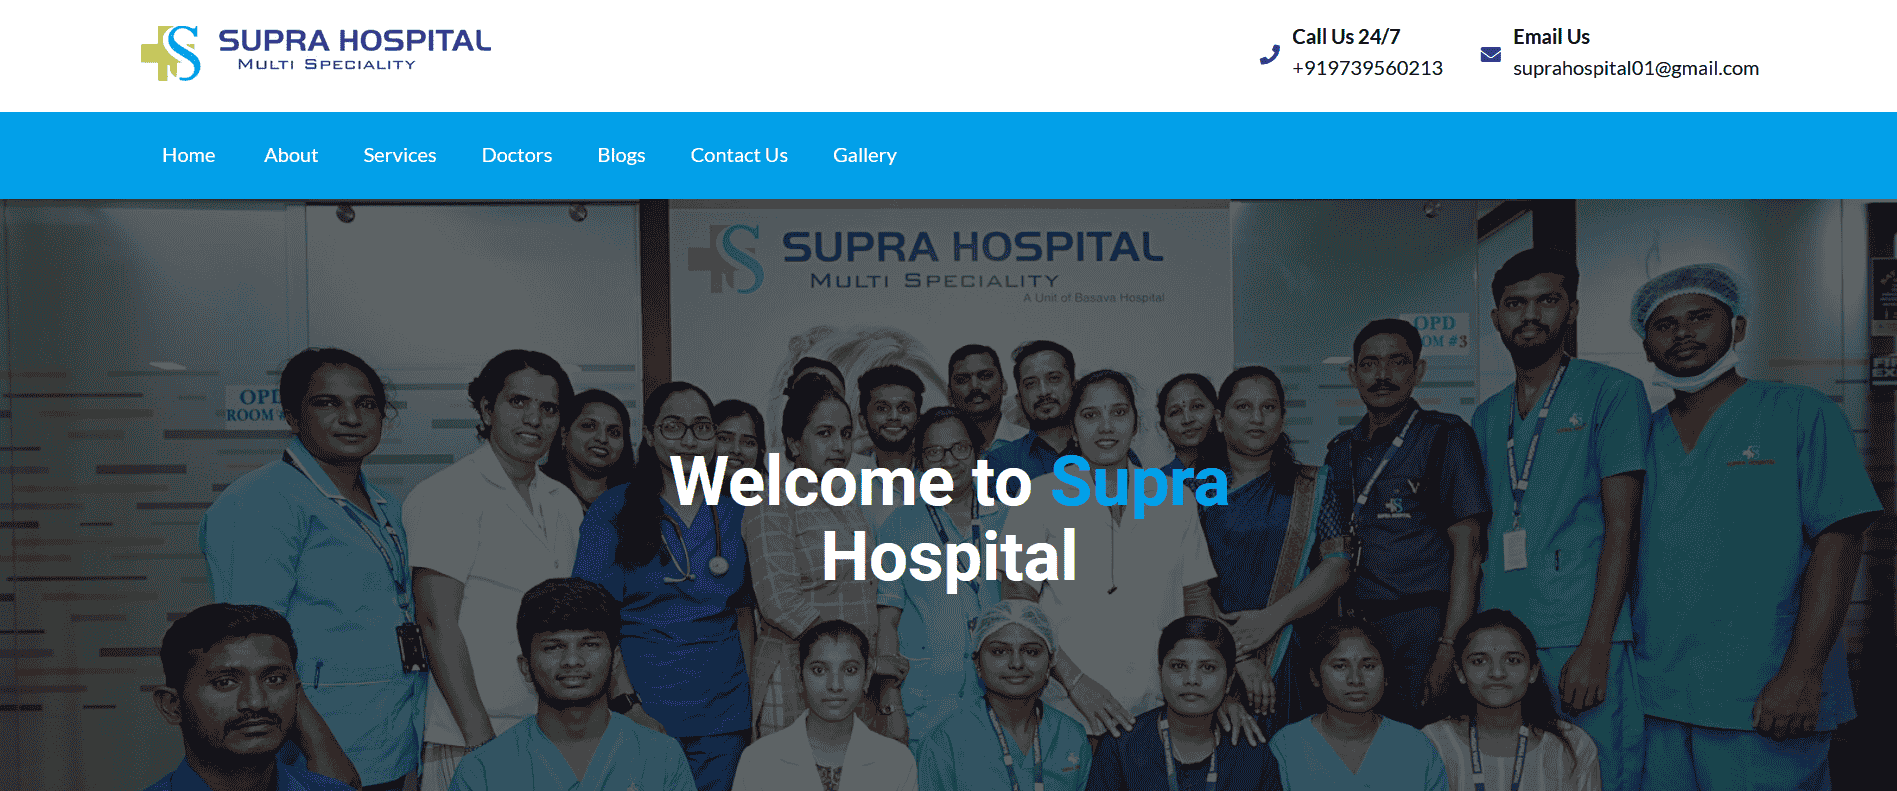 SUPRA HOSPITAL
MULTI SPECIALITY
Call Us 24/7
+919739560213
Email Us
suprahospital01@gmail.com
Home
About
Services
Doctors
Blogs
Contact Us
Gallery
SUPRA HOSPITAL
MULTI SPECIALITY
A Unit of Basava Hospital
OPD
ROOM #
OPD
OM #3
Welcome to Supra
Hospital